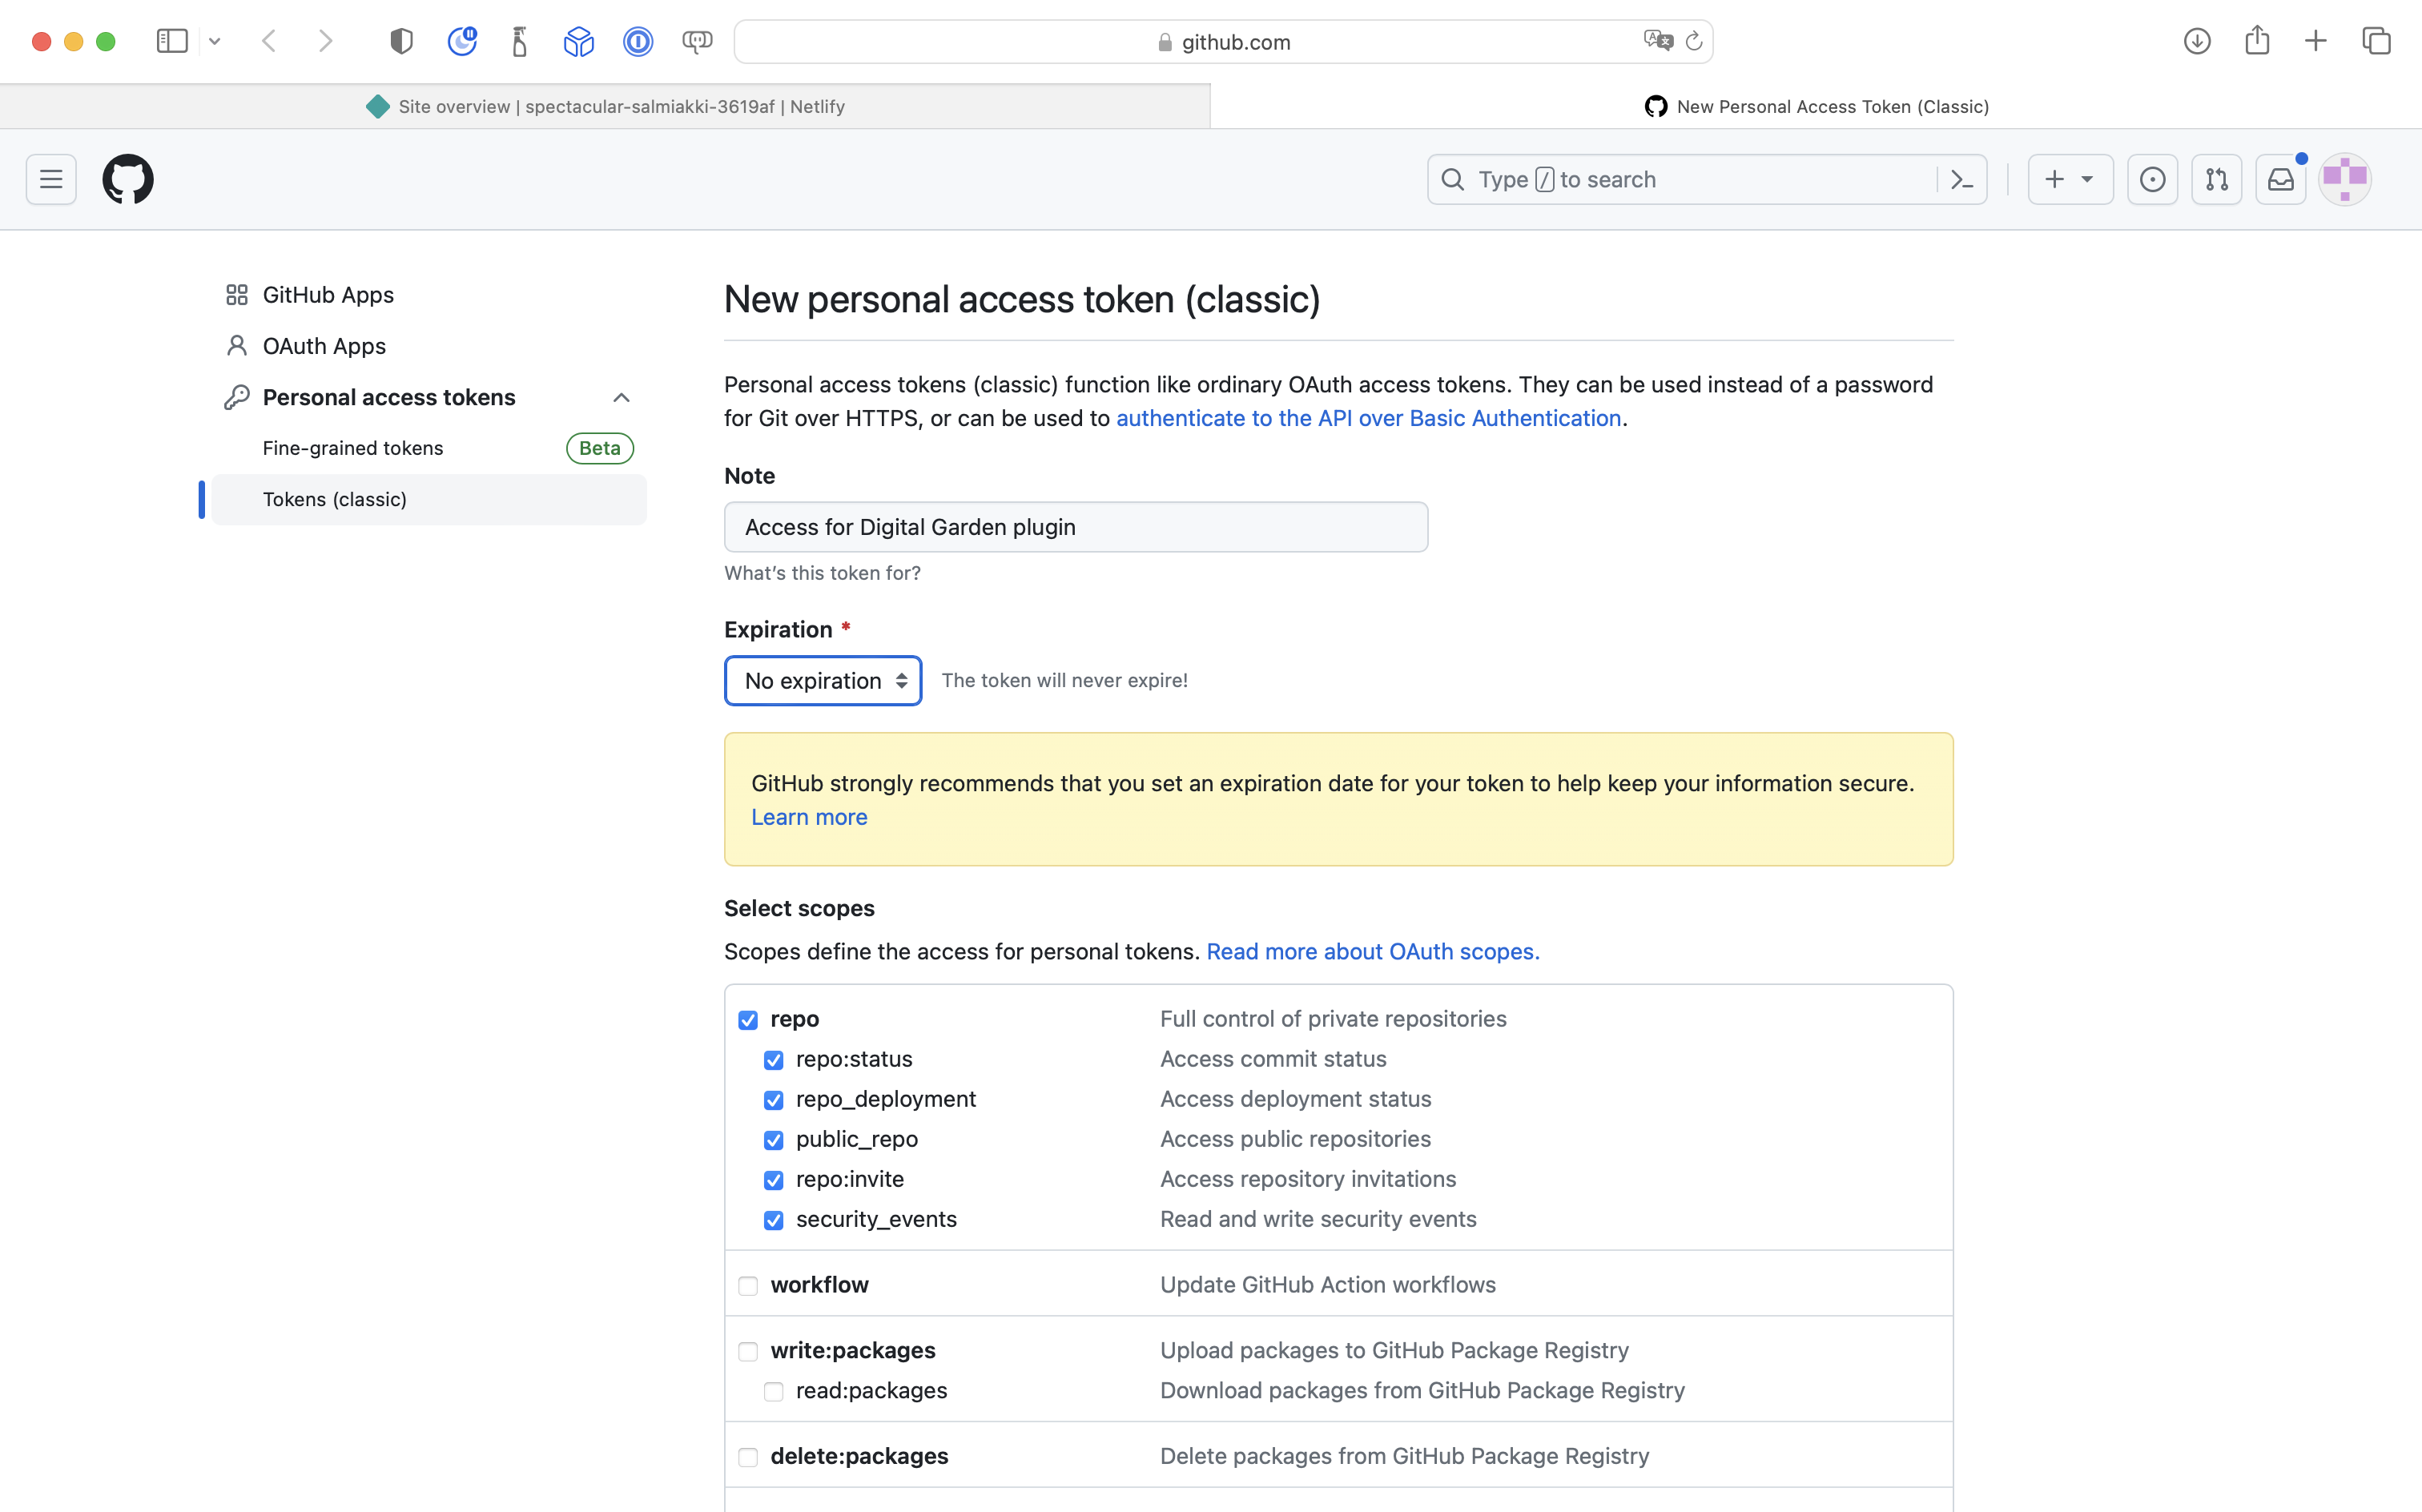 github.com
Site overview | spectacular-salmiakki-3619af | Netlify
New Personal Access Token (Classic)
Type / to search
GitHub Apps
OAuth Apps
Personal access tokens
Fine-grained tokens
Beta
Tokens (classic)
New personal access token (classic)
Personal access tokens (classic) function like ordinary OAuth access tokens. They can be used instead of a password
for Git over HTTPS, or can be used to authenticate to the API over Basic Authentication.
Note
Access for Digital Garden plugin
What's this token for?
Expiration *
No expiration
The token will never expire!
GitHub strongly recommends that you set an expiration date for your token to help keep your information secure.
Learn more
Select scopes
Scopes define the access for personal tokens. Read more about OAuth scopes.
repo Full control of private repositories
repo:status Access commit status
repo_deployment Access deployment status
public_repo Access public repositories
repo:invite Access repository invitations
security_events Read and write security events
workflow Update GitHub Action workflows
write:packages Upload packages to GitHub Package Registry
read:packages Download packages from GitHub Package Registry
delete:packages Delete packages from GitHub Package Registry